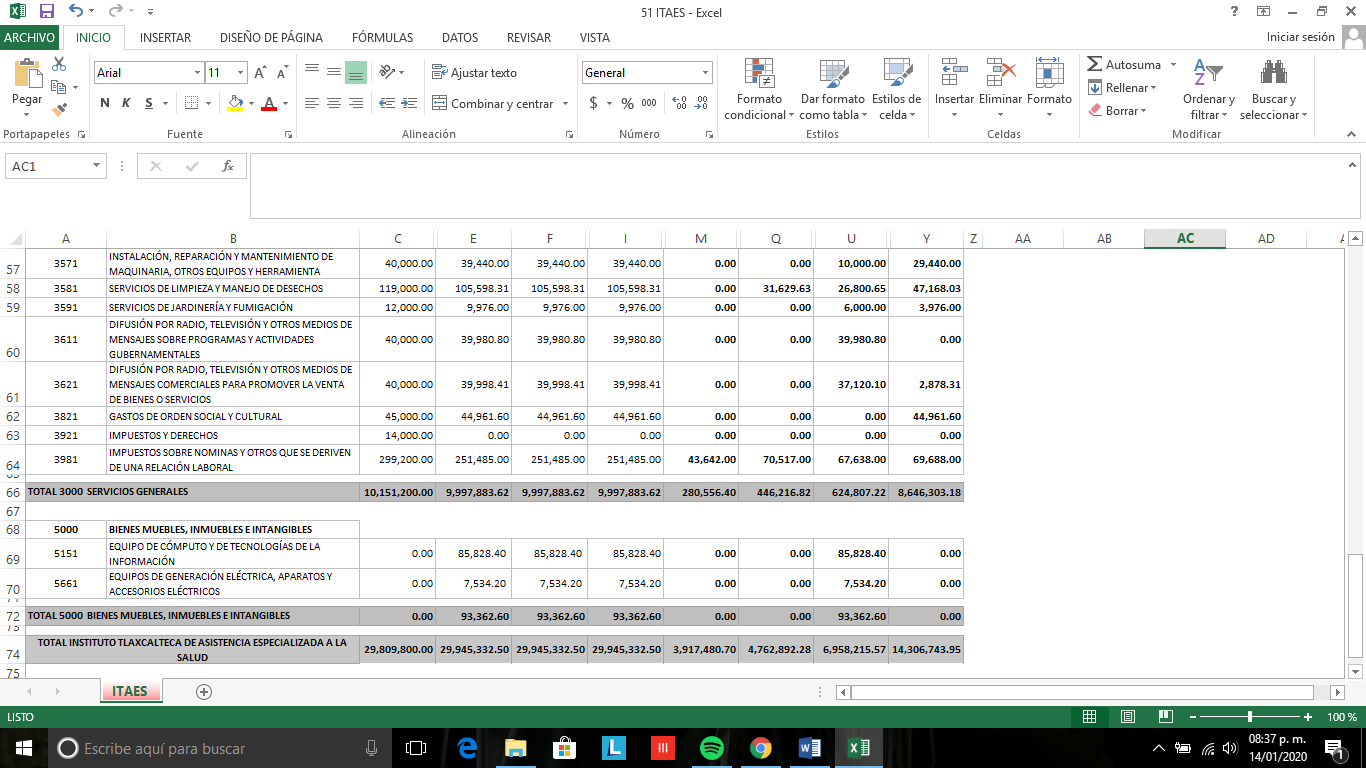 51 ITAES - Excel
ARCHIVO INICIO INSERTAR DISEÑO DE PÁGINA FÓRMULAS DATOS REVISAR VISTA Iniciar sesión
Pegar
Arial 11
N K S
Ajustar texto
Combinar y centrar
General
$ % 000
Formato condicional
Dar formato como tabla
Estilos de celda
Insertar Eliminar Formato
Autosuma
Rellenar
Borrar
Ordenar y filtrar
Buscar y seleccionar
Portapapeles Fuente Alineación Número Estilos Celdas Modificar
AC1 fx
A B C E F I M Q U Y Z AA AB AC AD
57 3571 INSTALACIÓN, REPARACIÓN Y MANTENIMIENTO DE
MAQUINARIA, OTROS EQUIPOS Y HERRAMIENTA 40,000.00 39,440.00 39,440.00 39,440.00 0.00 0.00 10,000.00 29,440.00
58 3581 SERVICIOS DE LIMPIEZA Y MANEJO DE DESECHOS 119,000.00 105,598.31 105,598.31 105,598.31 0.00 31,629.63 26,800.65 47,168.03
59 3591 SERVICIOS DE JARDINERÍA Y FUMIGACIÓN 12,000.00 9,976.00 9,976.00 9,976.00 0.00 0.00 6,000.00 3,976.00
60 3611 DIFUSIÓN POR RADIO, TELEVISIÓN Y OTROS MEDIOS DE
MENSAJES SOBRE PROGRAMAS Y ACTIVIDADES
GUBERNAMENTALES 40,000.00 39,980.80 39,980.80 39,980.80 0.00 0.00 39,980.80 0.00
61 3621 DIFUSIÓN POR RADIO, TELEVISIÓN Y OTROS MEDIOS DE
MENSAJES COMERCIALES PARA PROMOVER LA VENTA
DE BIENES O SERVICIOS 40,000.00 39,998.41 39,998.41 39,998.41 0.00 0.00 37,120.10 2,878.31
62 3821 GASTOS DE ORDEN SOCIAL Y CULTURAL 45,000.00 44,961.60 44,961.60 44,961.60 0.00 0.00 0.00 44,961.60
63 3921 IMPUESTOS Y DERECHOS 14,000.00 0.00 0.00 0.00 0.00 0.00 0.00 0.00
64 3981 IMPUESTOS SOBRE NOMINAS Y OTROS QUE SE DERIVEN
DE UNA RELACIÓN LABORAL 299,200.00 251,485.00 251,485.00 251,485.00 43,642.00 70,517.00 67,638.00 69,688.00
66 TOTAL 3000 SERVICIOS GENERALES 10,151,200.00 9,997,883.62 9,997,883.62 9,997,883.62 280,556.40 446,216.82 624,807.22 8,646,303.18
67
68 5000 BIENES MUEBLES, INMUEBLES E INTANGIBLES
69 5151 EQUIPO DE CÓMPUTO Y DE TECNOLOGÍAS DE LA
INFORMACIÓN 0.00 85,828.40 85,828.40 85,828.40 0.00 0.00 85,828.40 0.00
70 5661 EQUIPOS DE GENERACIÓN ELÉCTRICA, APARATOS Y
ACCESORIOS ELÉCTRICOS 0.00 7,534.20 7,534.20 7,534.20 0.00 0.00 7,534.20 0.00
72 TOTAL 5000 BIENES MUEBLES, INMUEBLES E INTANGIBLES 0.00 93,362.60 93,362.60 93,362.60 0.00 0.00 93,362.60 0.00
74 TOTAL INSTITUTO TLAXCALTECA DE ASISTENCIA ESPECIALIZADA A LA
SALUD 29,809,800.00 29,945,332.50 29,945,332.50 29,945,332.50 3,917,480.70 4,762,892.28 6,958,215.57 14,306,743.95
75
ITAES
LISTO 100 %
Escribe aquí para buscar
08:37 p. m.
14/01/2020